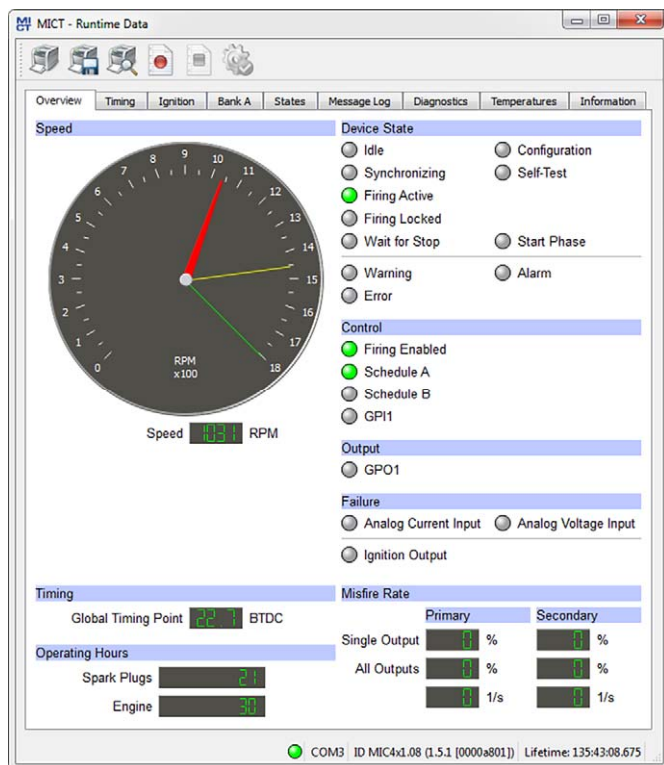 MICT - Runtime Data
Overview Timing Ignition Bank A States Message Log Diagnostics Temperatures Information
Speed
0 1 2 3 4 5 6 7 8 9 10 11 12 13 14 15 16 17 18
RPM
x100
Speed 1031 RPM
Device State
Idle Configuration
Synchronizing Self-Test
Firing Active
Firing Locked
Wait for Stop Start Phase
Warning Alarm
Error
Control
Firing Enabled
Schedule A
Schedule B
GPI1
Output
GPO1
Failure
Analog Current Input Analog Voltage Input
Ignition Output
Timing
Global Timing Point 22.7 BTDC
Operating Hours
Spark Plugs 21
Engine 30
Misfire Rate
Primary Secondary
Single Output 0 % 0 %
All Outputs 0 % 0 %
0 1/s 0 1/s
COM3 ID MIC4x1.08 (1.5.1 [0000a801]) Lifetime: 135:43:08.675